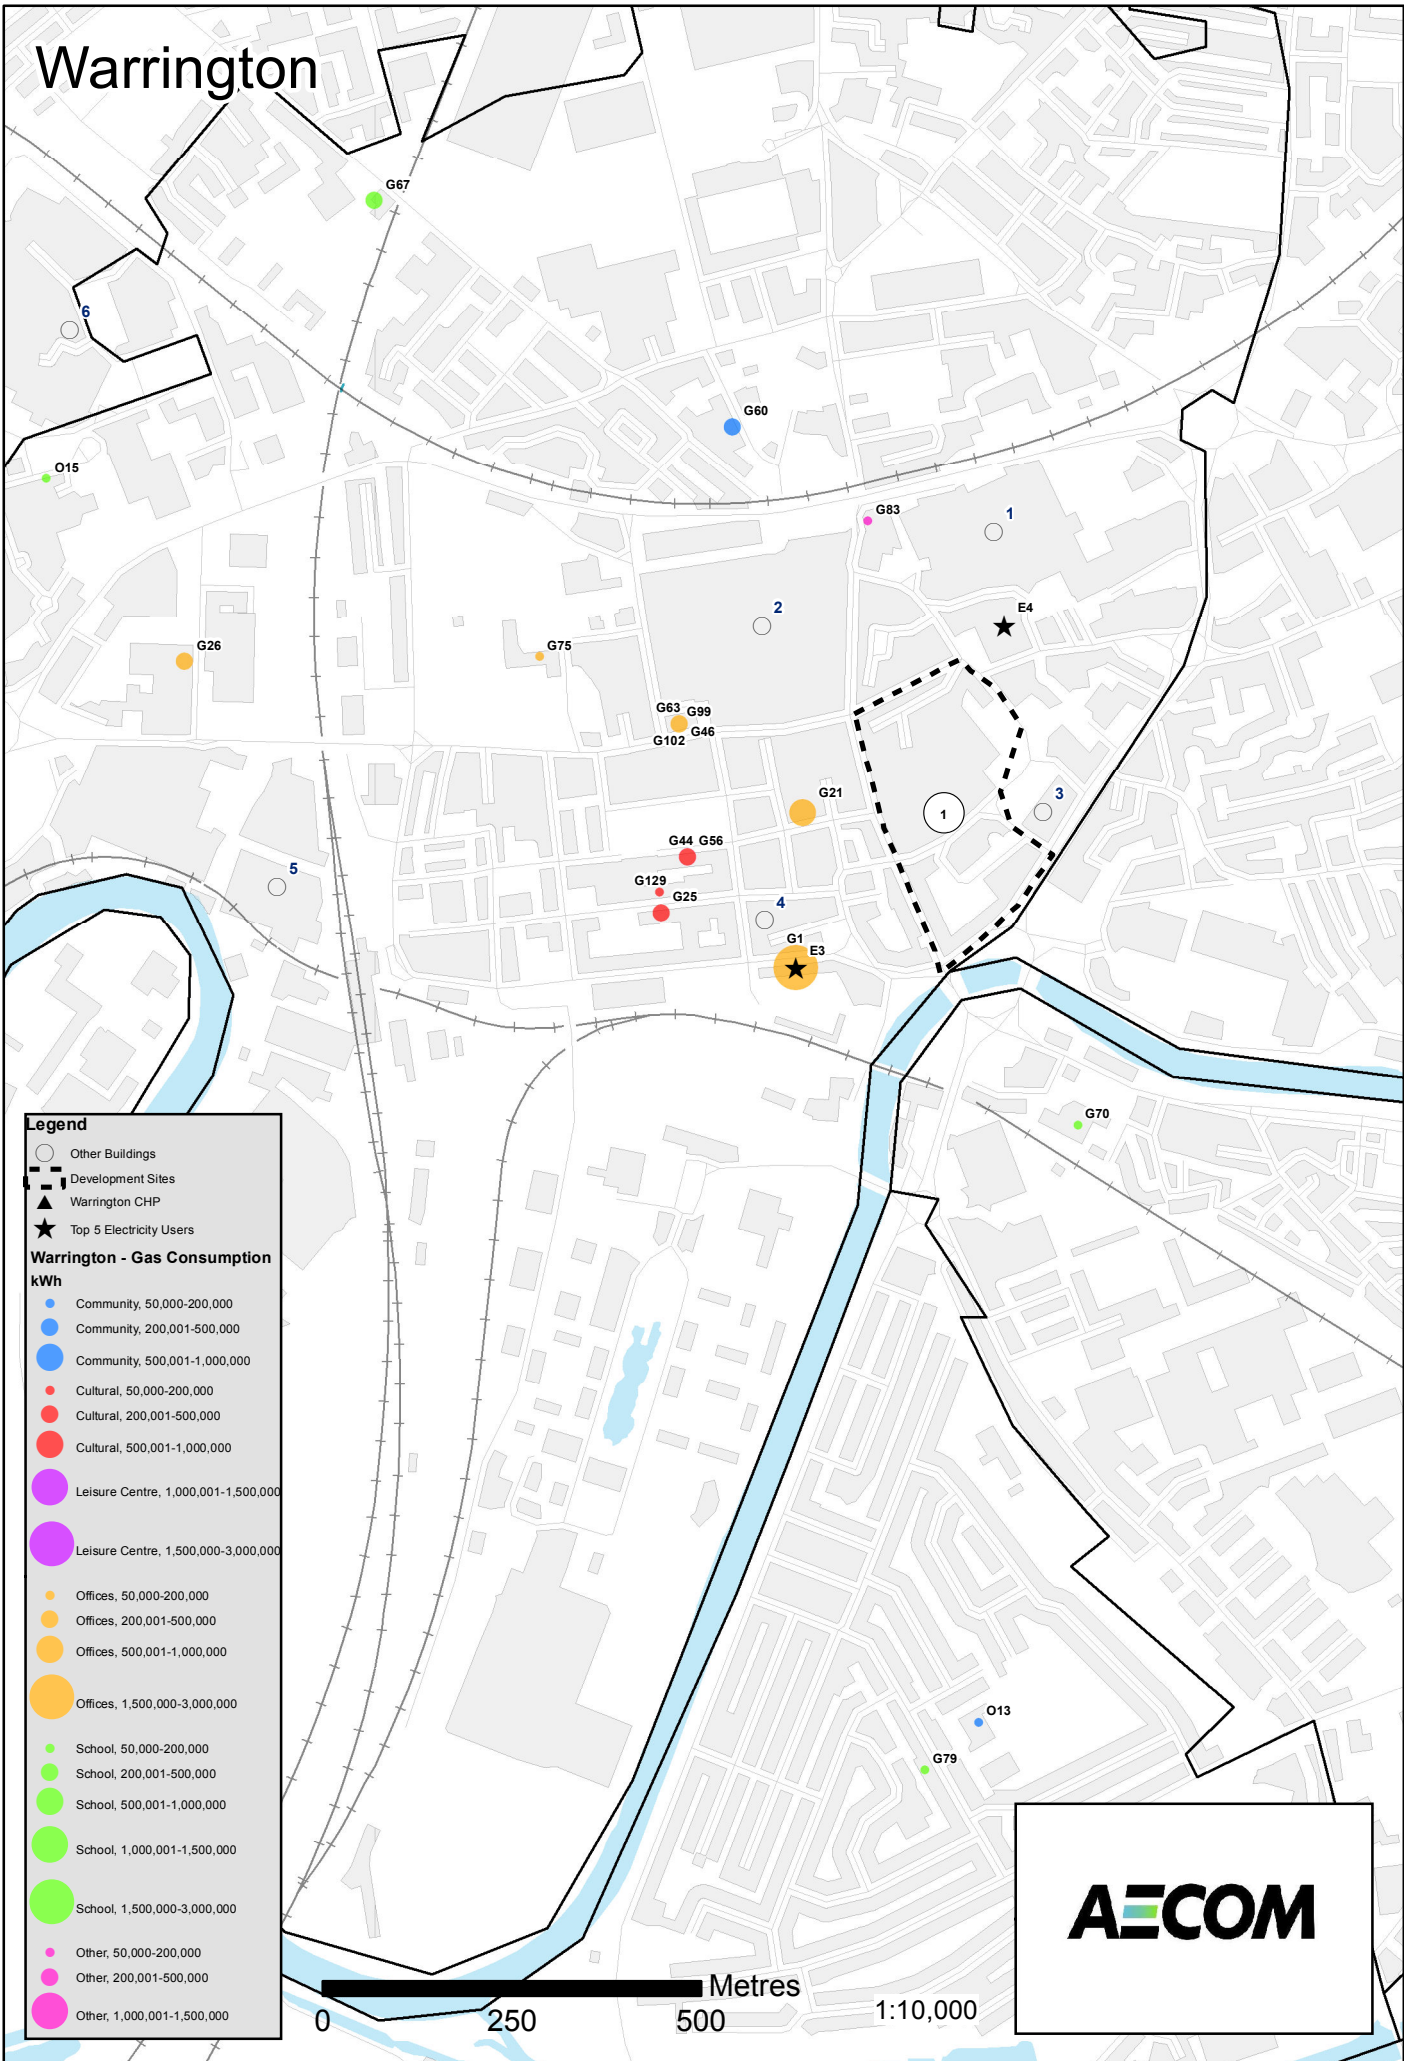 Warrington
G67
6
G60
O15
G83
1
2
E4
G26
G75
G63
G99
G46
G102
G21
3
1
G44 G56
5
G129
G25
4
G1
E3
G70
Legend
Other Buildings
Development Sites
Warrington CHP
Top 5 Electricity Users
Warrington - Gas Consumption
kWh
Community, 50,000-200,000
Community, 200,001-500,000
Community, 500,001-1,000,000
Cultural, 50,000-200,000
Cultural, 200,001-500,000
Cultural, 500,001-1,000,000
Leisure Centre, 1,000,001-1,500,000
Leisure Centre, 1,500,000-3,000,000
Offices, 50,000-200,000
Offices, 200,001-500,000
Offices, 500,001-1,000,000
Offices, 1,500,000-3,000,000
School, 50,000-200,000
School, 200,001-500,000
School, 500,001-1,000,000
School, 1,000,001-1,500,000
School, 1,500,000-3,000,000
Other, 50,000-200,000
Other, 200,001-500,000
Other, 1,000,001-1,500,000
O13
G79
AECOM
Metres
0 250 500
1:10,000